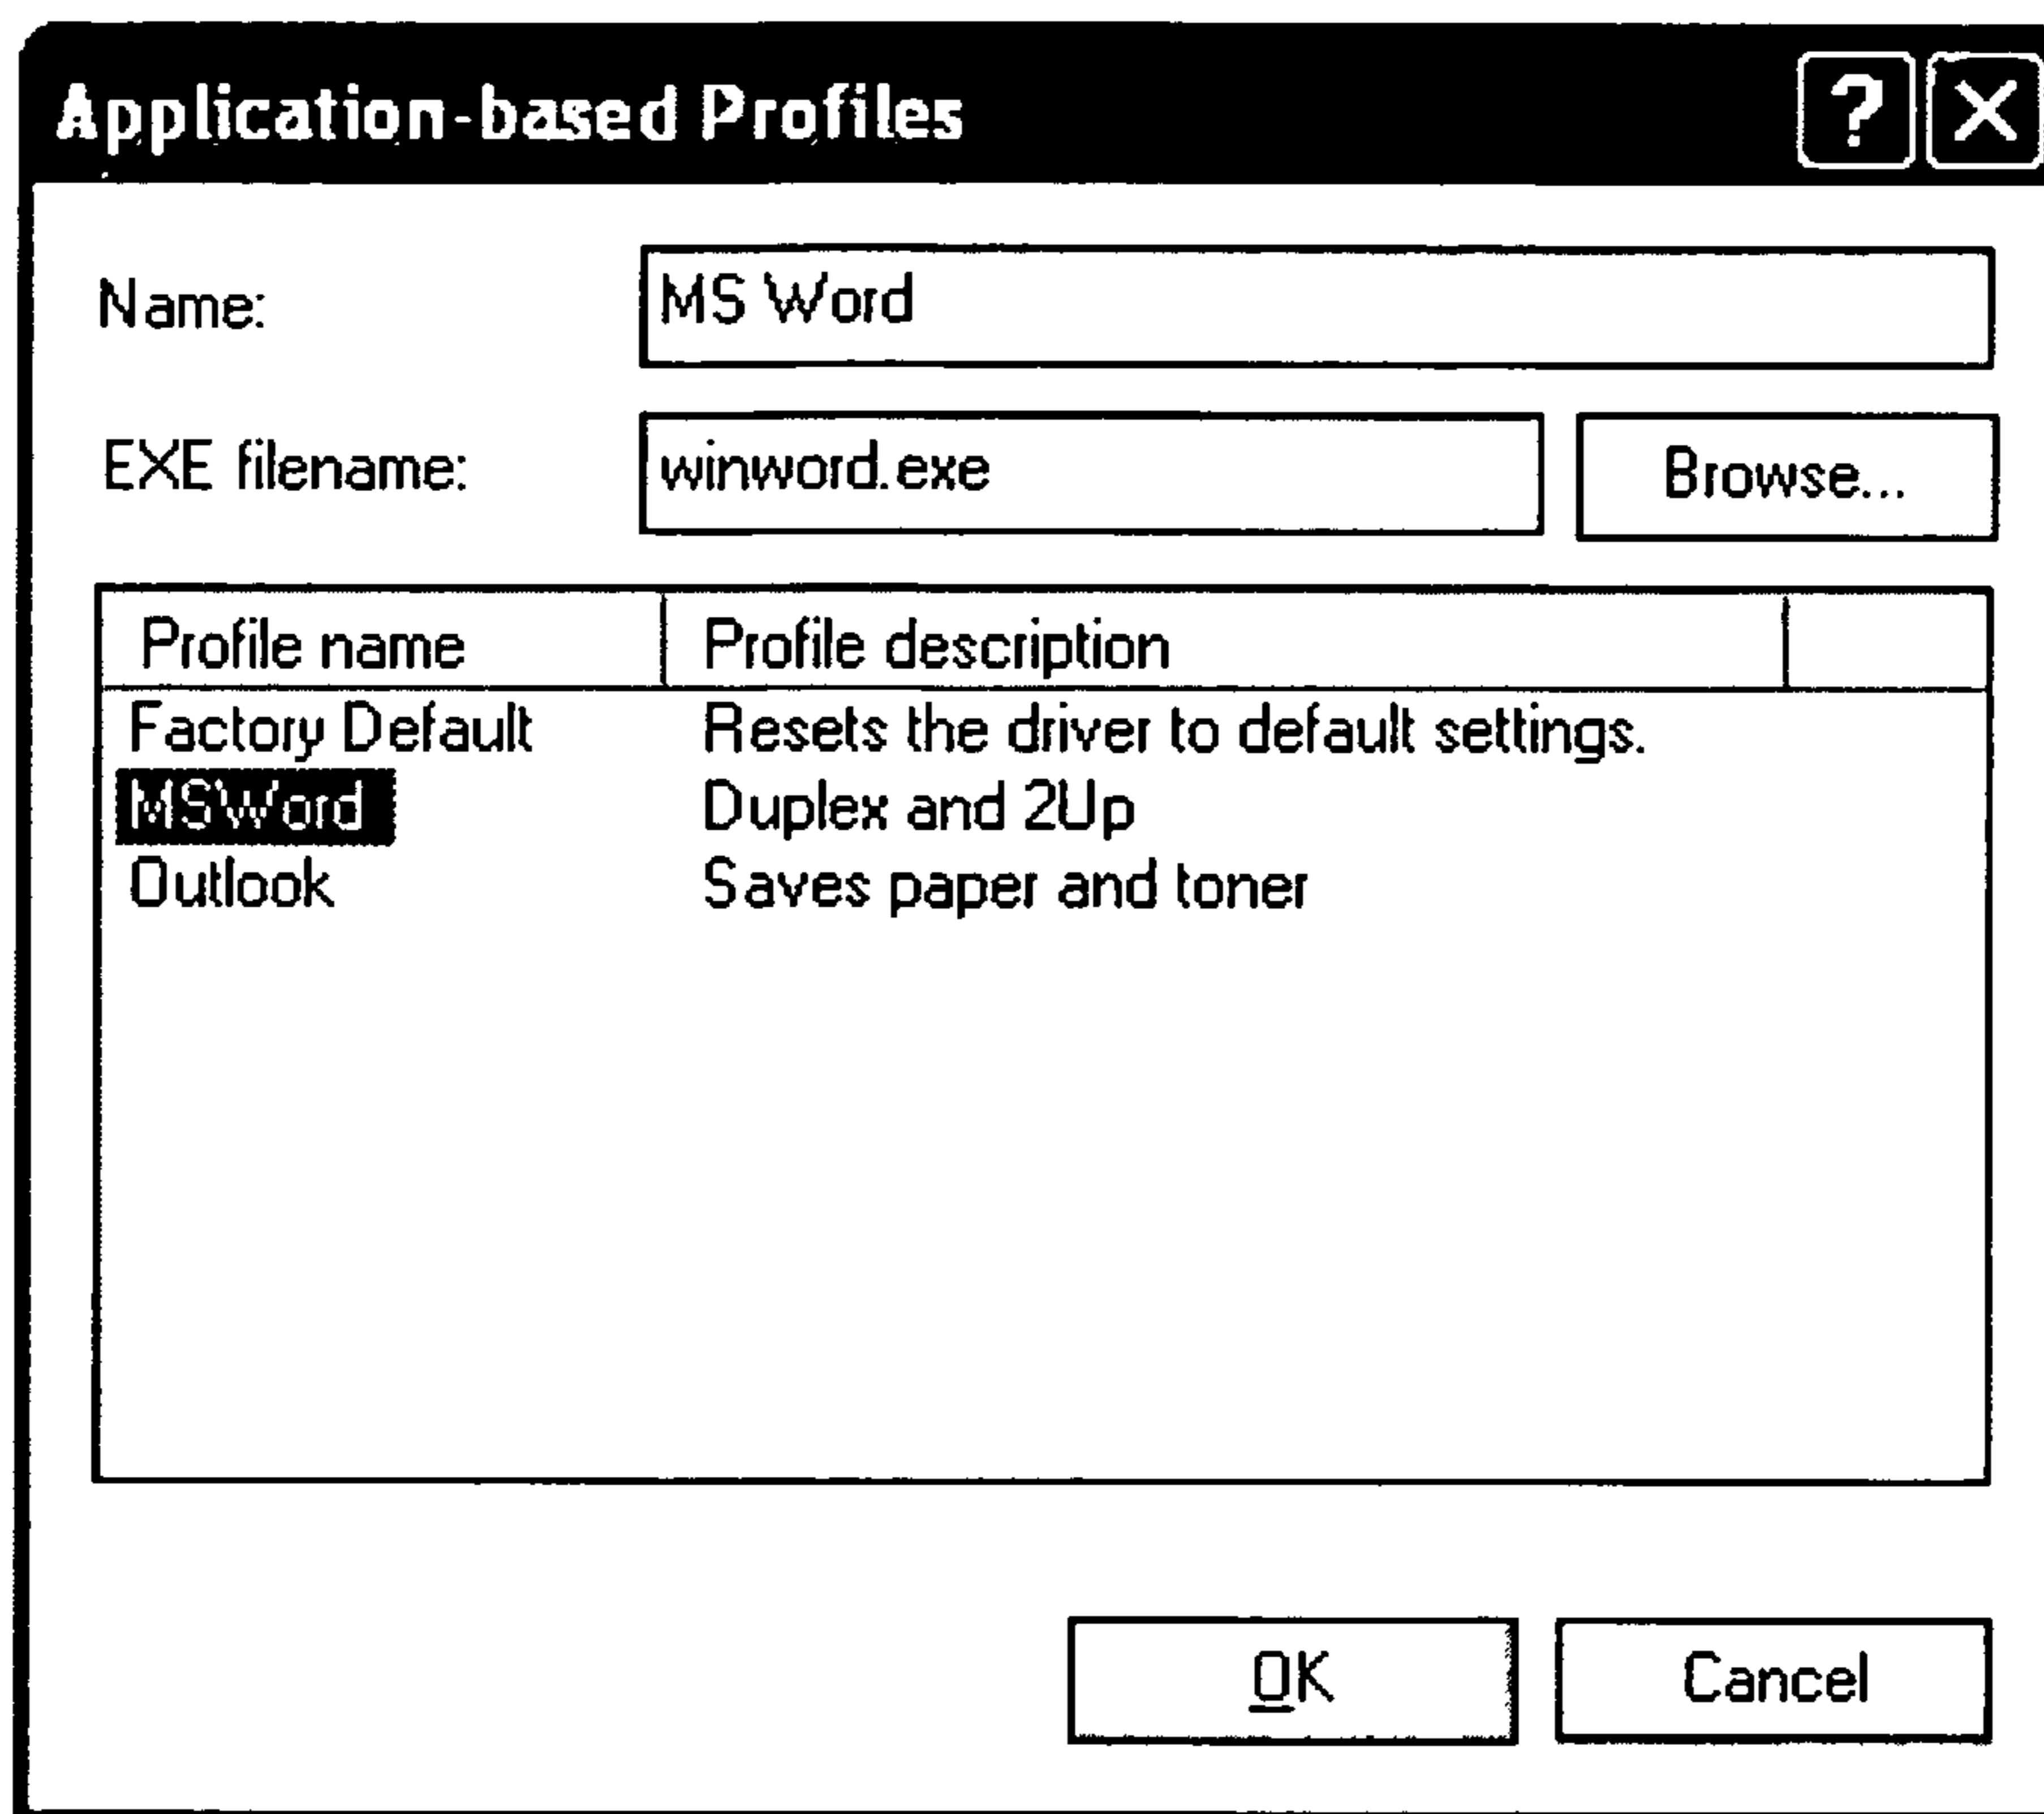 Application-based Profiles ? X
Name: MS Word
EXE filename: winword.exe Browse...
Profile name Profile description
Factory Default Resets the driver to default settings.
MSWord Duplex and 2Up
Outlook Saves paper and toner
OK Cancel